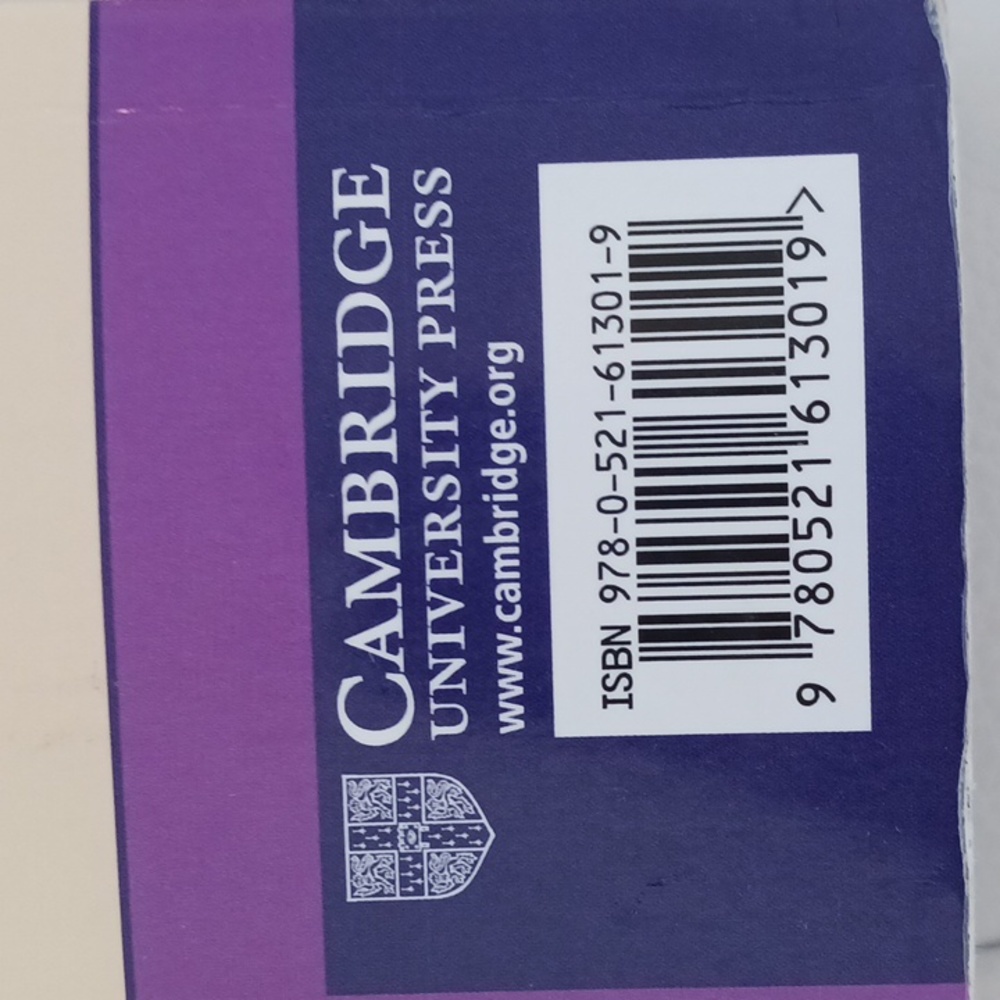 CAMBRIDGE
UNIVERSITY PRESS
www.cambridge.org
ISBN 978-0-521-61301-9
9 780521 613019 >